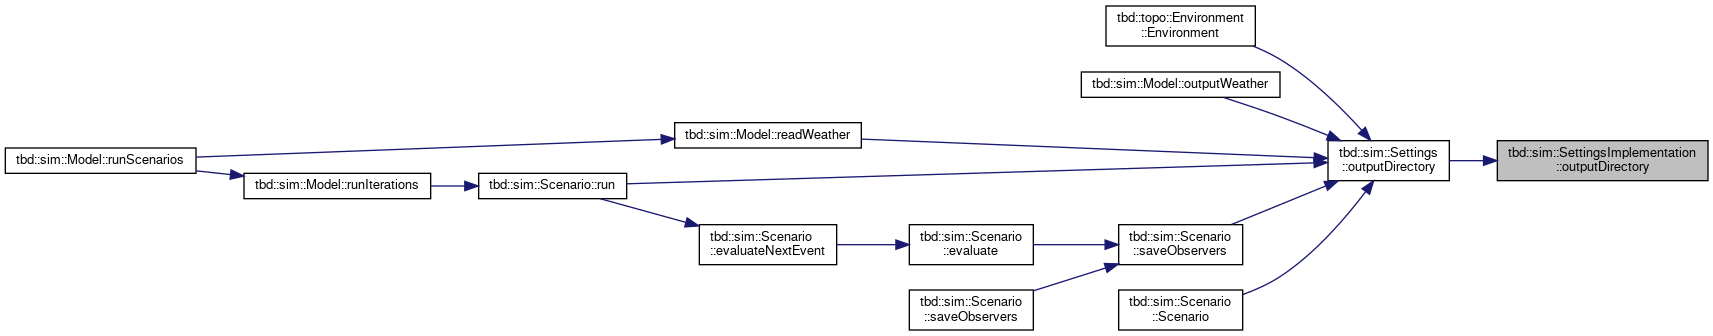 tbd::topo::Environment
::Environment
tbd::sim::Model::outputWeather
tbd::sim::Model::readWeather
tbd::sim::Model::runScenarios
tbd::sim::Settings
::outputDirectory
tbd::sim::SettingsImplementation
::outputDirectory
tbd::sim::Model::runIterations
tbd::sim::Scenario::run
tbd::sim::Scenario
::evaluateNextEvent
tbd::sim::Scenario
::evaluate
tbd::sim::Scenario
::saveObservers
tbd::sim::Scenario
::saveObservers
tbd::sim::Scenario
::Scenario